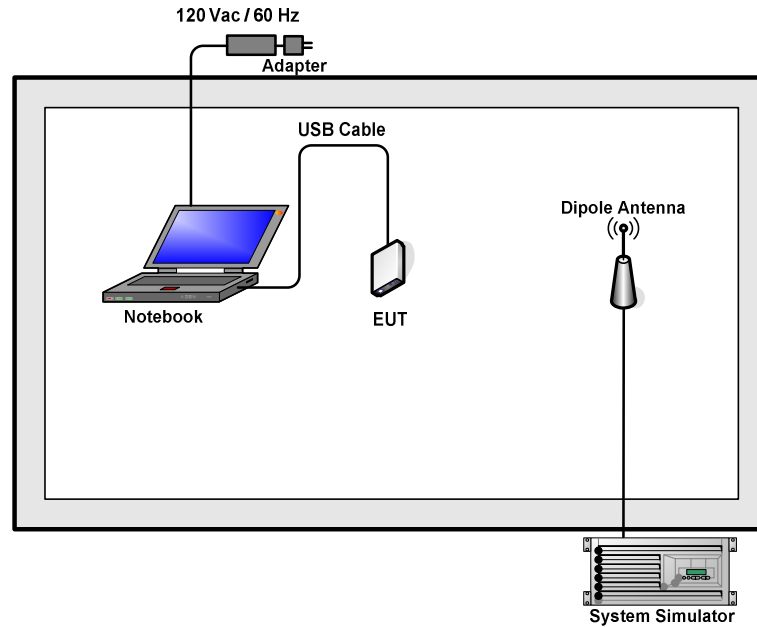 120 Vac / 60 Hz
Adapter
USB Cable
Dipole Antenna
Notebook
EUT
System Simulator